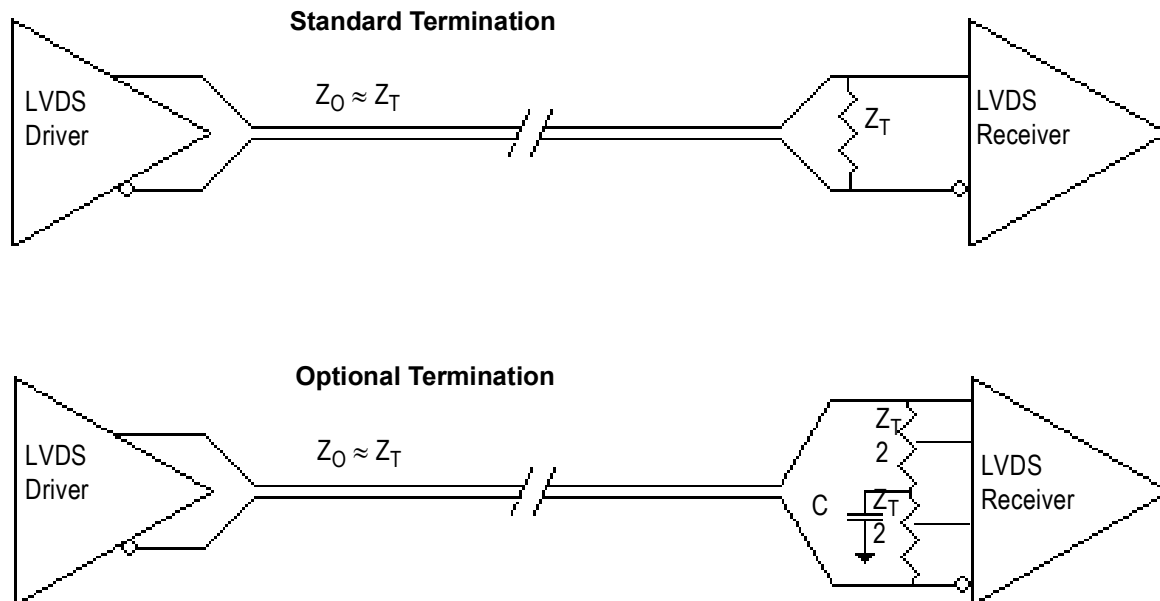 Standard Termination
LVDS
Driver
Z_O ≈ Z_T
Z_T
LVDS
Receiver
Optional Termination
LVDS
Driver
Z_O ≈ Z_T
Z_T
2
C
Z_T
2
LVDS
Receiver